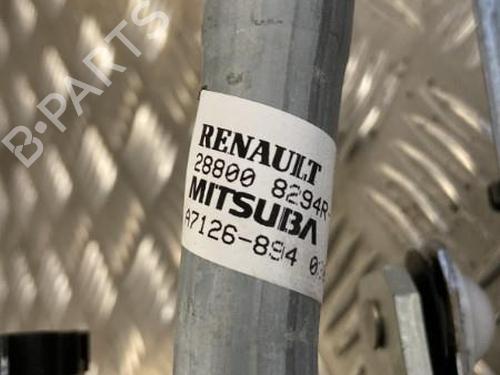 B-PARTS
RENAULT
28800 8294R
MITSUBA
A7126-894